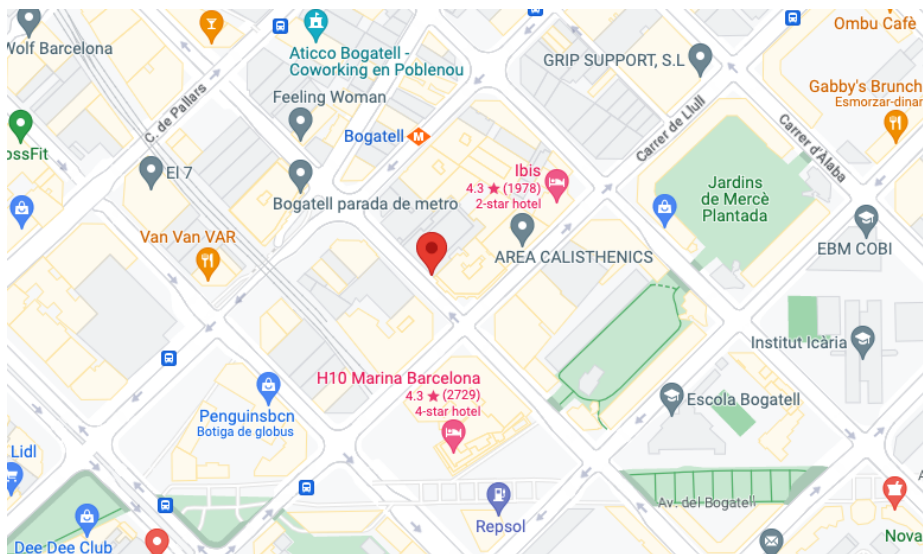 Wolf Barcelona
Aticco Bogatell -
Coworking en Poblenou
Ombu Cafè
GRIP SUPPORT, S.L
Gabby's Brunch
Esmorzar-dinar
C. de Pallars
Feeling Woman
Bogatell
M
Carrer de Llull
Carrer d'Àlaba
ossFit
El 7
Ibis
4.3 ★ (1978)
2-star hotel
Jardins
de Mercè
Plantada
Bogatell parada de metro
Van Van VAR
AREA CALISTHENICS
EBM COBI
Institut Icària
H10 Marina Barcelona
4.3 ★ (2729)
4-star hotel
Penguinsbcn
Botiga de globus
Escola Bogatell
Lidl
Repsol
Av. del Bogatell
Dee Dee Club
Nova